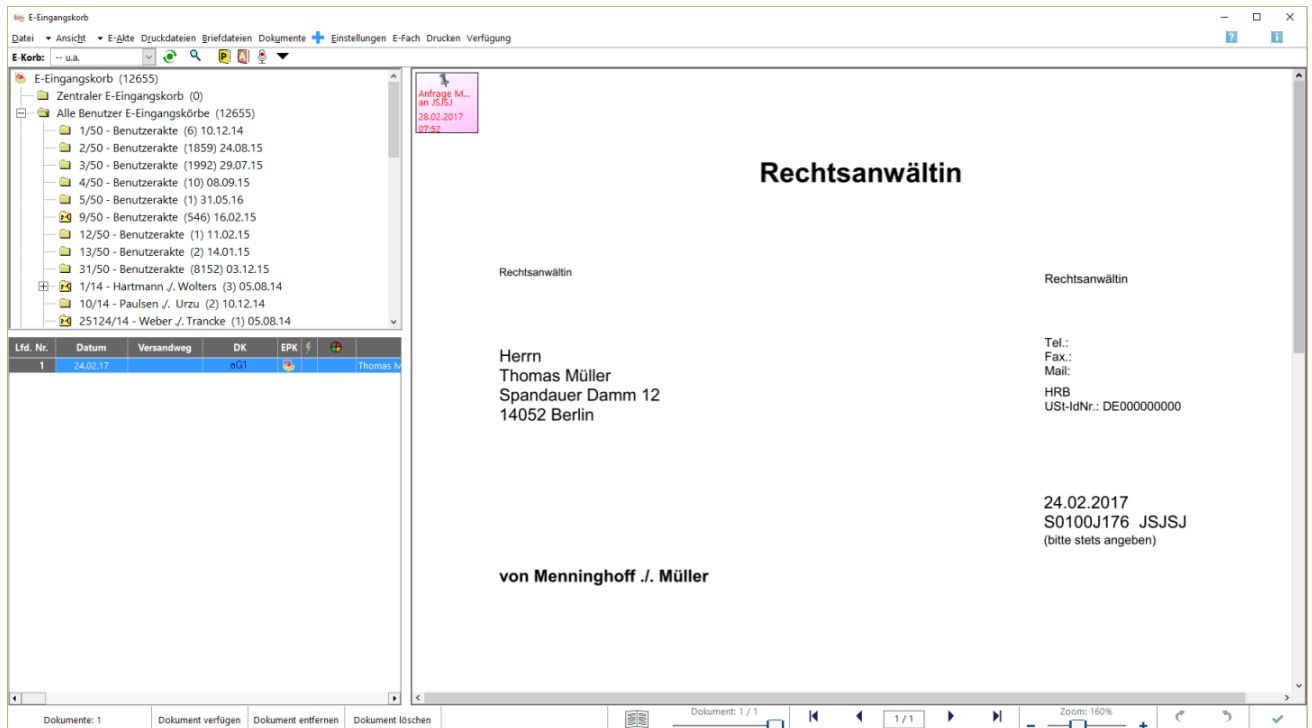 E-Eingangskorb
Datei Ansicht E-Akte Druckdateien Briefdateien Dokumente Einstellungen E-Fach Drucken Verfügung
E-Korb: -- u.a.
E-Eingangskorb (12655)
Zentraler E-Eingangskorb (0)
Alle Benutzer E-Eingangskörbe (12655)
1/50 - Benutzerakte (6) 10.12.14
2/50 - Benutzerakte (1859) 24.08.15
3/50 - Benutzerakte (1992) 29.07.15
4/50 - Benutzerakte (10) 08.09.15
5/50 - Benutzerakte (1) 31.05.16
9/50 - Benutzerakte (546) 16.02.15
12/50 - Benutzerakte (1) 11.02.15
13/50 - Benutzerakte (2) 14.01.15
31/50 - Benutzerakte (8152) 03.12.15
1/14 - Hartmann ./. Wolters (3) 05.08.14
10/14 - Paulsen ./. Urzu (2) 10.12.14
25124/14 - Weber ./. Trancke (1) 05.08.14
Lfd. Nr. Datum Versandweg DK EPK
1 24.02.17 aG1 Thomas M
Anfrage M...
an JSJSJ
28.02.2017
07:52
Rechtsanwältin
Rechtsanwältin
Rechtsanwältin
Herrn
Thomas Müller
Spandauer Damm 12
14052 Berlin
Tel.:
Fax.:
Mail:
HRB
USt-IdNr.: DE000000000
24.02.2017
S0100J176 JSJSJ
(bitte stets angeben)
von Menninghoff ./. Müller
Dokumente: 1 Dokument verfügen Dokument entfernen Dokument löschen
Dokument: 1 / 1
1 / 1
Zoom: 160%